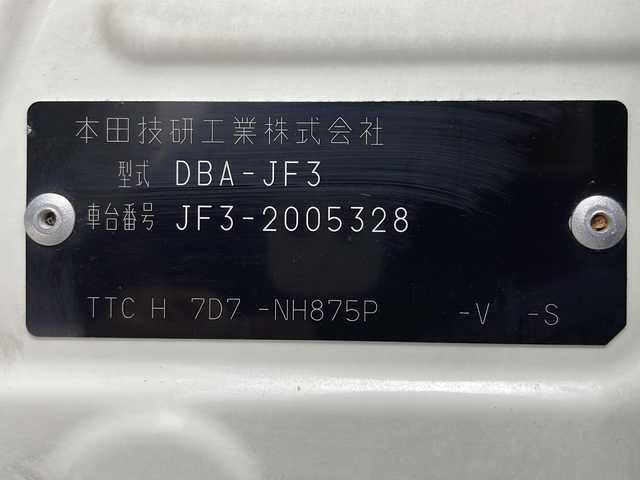 本田技研工業株式会社
型式 DBA-JF3
車台番号 JF3-2005328
TTC H 7D7 -NH875P -V -S